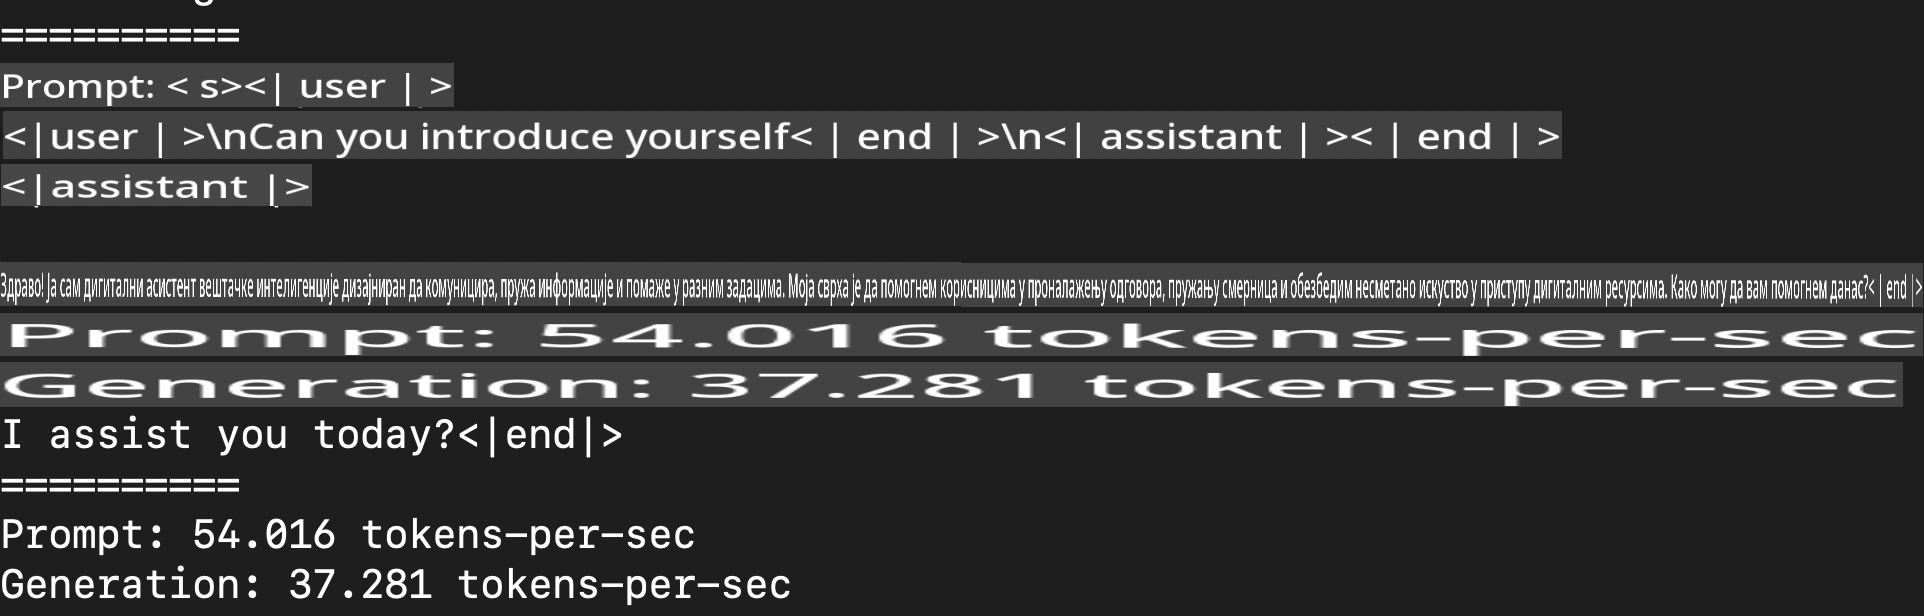 ==========
Prompt: < s><| user | >
<|user | >\nCan you introduce yourself< | end | >\n<| assistant | >< | end | >
<|assistant |>
Здраво! Ја сам дигитални асистент вештачке интелигенције дизајниран да комуницира, пружа информације и помаже у разним задацима. Моја сврха је да помогнем корисницима у проналажењу одговора, пружању смерница и обезбедим несметано искуство у приступу дигиталним ресурсима. Како могу да вам помогнем данас?< | end |>
Prompt: 54.016 tokens-per-sec
Generation: 37.281 tokens-per-sec
I assist you today?<|end|>
==========
Prompt: 54.016 tokens-per-sec
Generation: 37.281 tokens-per-sec